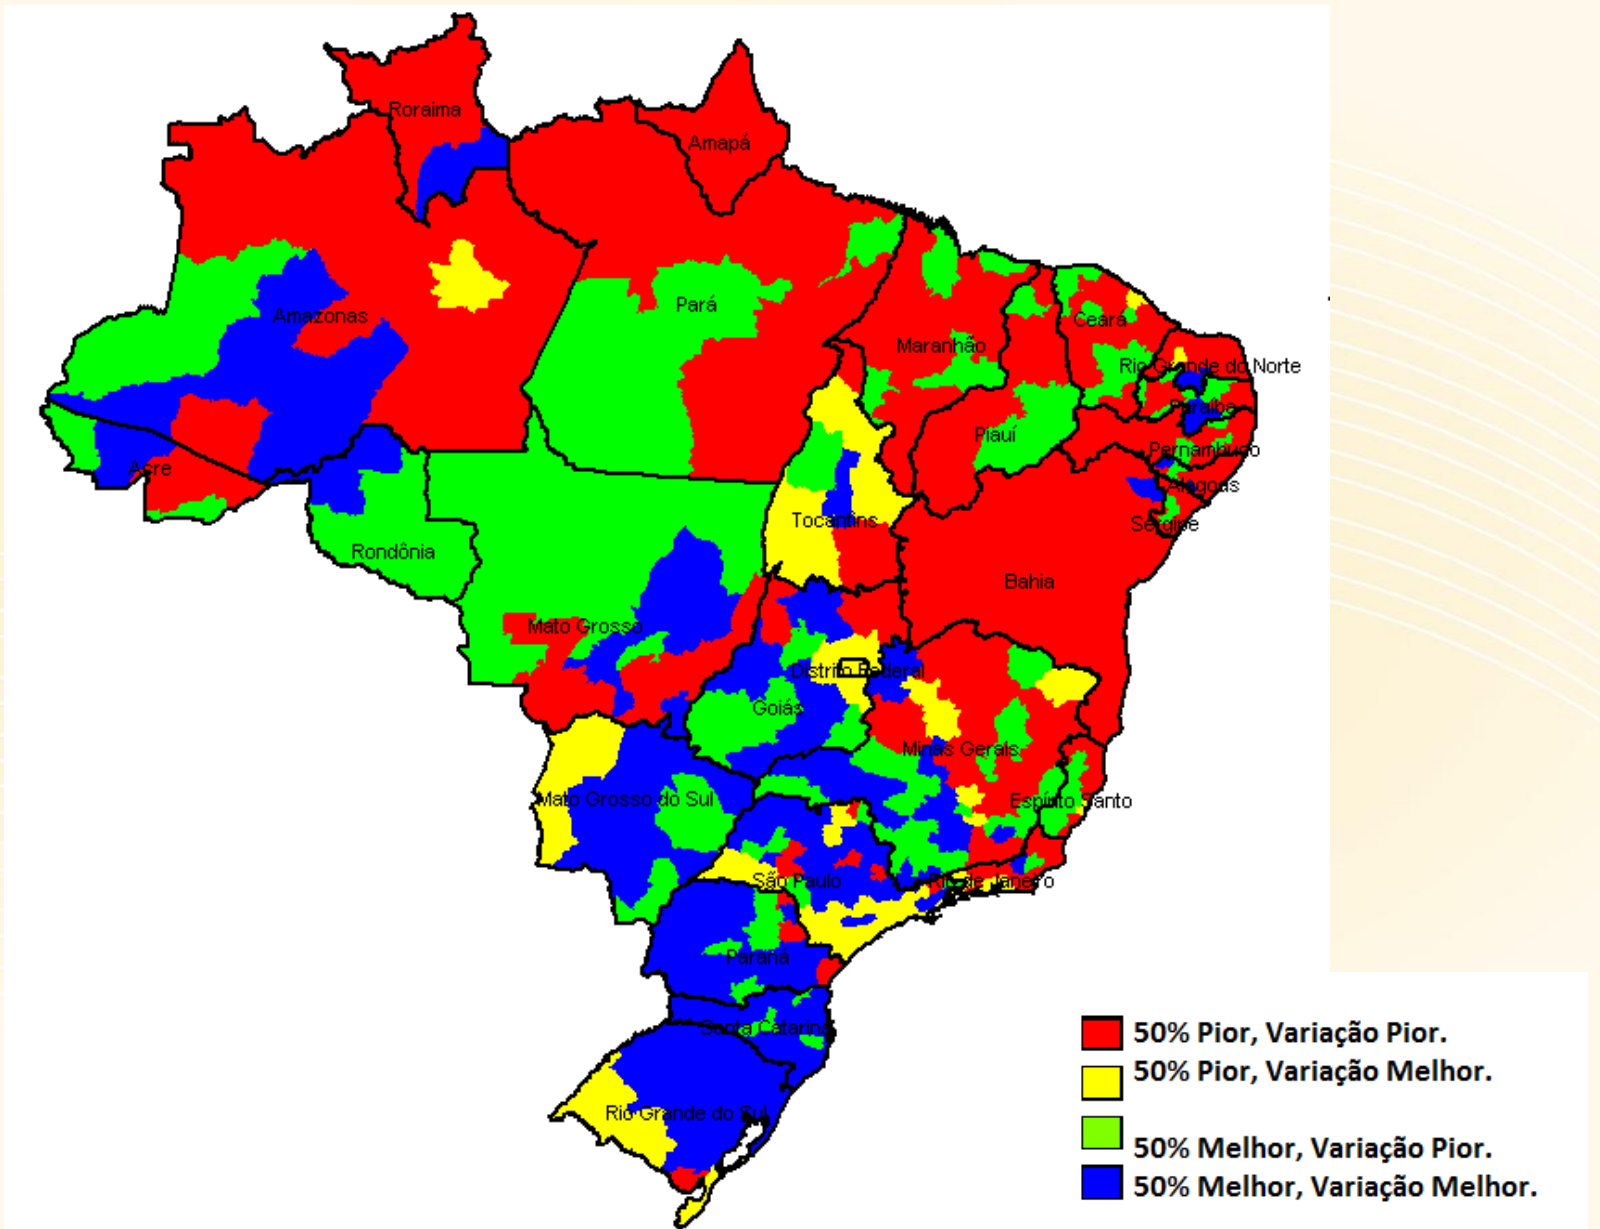 Roraima
Amapá
Amazonas
Pará
Maranhão
Ceará
Rio Grande do Norte
Paraíba
Piauí
Pernambuco
Acre
Alagoas
Sergipe
Tocantins
Rondônia
Bahia
Mato Grosso
Distrito Federal
Goiás
Minas Gerais
Mato Grosso do Sul
Espírito Santo
São Paulo
Rio de Janeiro
Paraná
Santa Catarina
Rio Grande do Sul
50% Pior, Variação Pior.
50% Pior, Variação Melhor.
50% Melhor, Variação Pior.
50% Melhor, Variação Melhor.